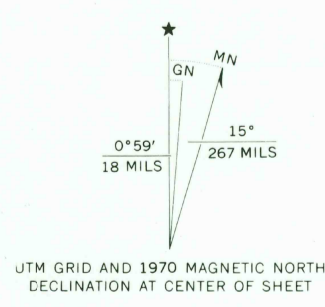 ★
MN
GN
0°59'
18 MILS
15°
267 MILS
UTM GRID AND 1970 MAGNETIC NORTH
DECLINATION AT CENTER OF SHEET